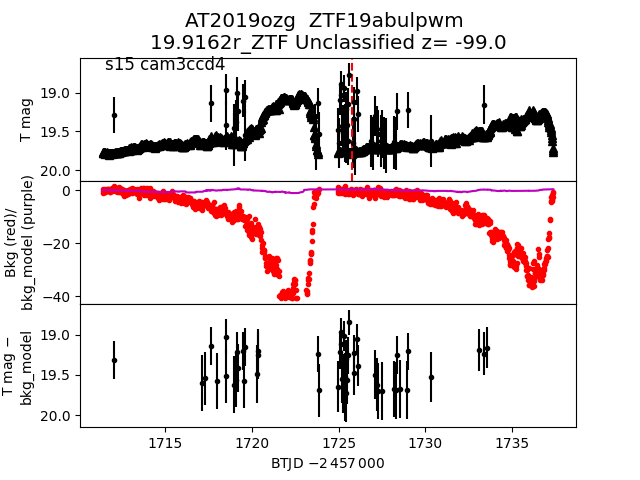 AT2019ozg  ZTF19abulpwm
19.9162r_ZTF Unclassified z= -99.0
s15 cam3ccd4
T mag
19.0
19.5
20.0
Bkg (red)/
bkg_model (purple)
0
−20
−40
T mag −
bkg_model
19.0
19.5
20.0
1715 1720 1725 1730 1735
BTJD −2 457 000